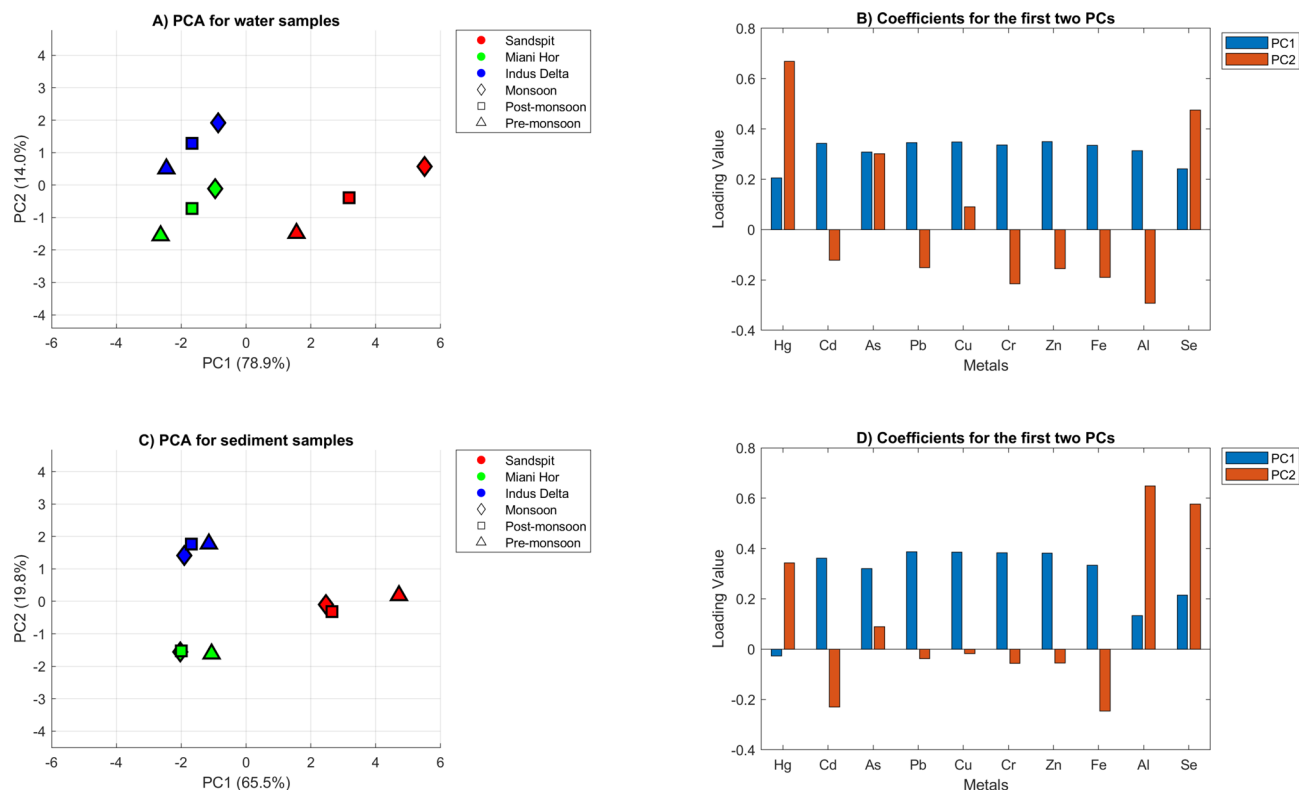 A) PCA for water samples
4
3
2
1
0
-1
-2
-3
-4
PC2 (14.0%)
-6
-4
-2
0
2
4
6
PC1 (78.9%)
Sandspit
Miani Hor
Indus Delta
Monsoon
Post-monsoon
Pre-monsoon
B) Coefficients for the first two PCs
0.8
0.6
0.4
0.2
0
-0.2
-0.4
Loading Value
Hg Cd As Pb Cu Cr Zn Fe Al Se
Metals
PC1
PC2
C) PCA for sediment samples
4
3
2
1
0
-1
-2
-3
-4
PC2 (19.8%)
-6
-4
-2
0
2
4
6
PC1 (65.5%)
Sandspit
Miani Hor
Indus Delta
Monsoon
Post-monsoon
Pre-monsoon
D) Coefficients for the first two PCs
0.8
0.6
0.4
0.2
0
-0.2
-0.4
Loading Value
Hg Cd As Pb Cu Cr Zn Fe Al Se
Metals
PC1
PC2